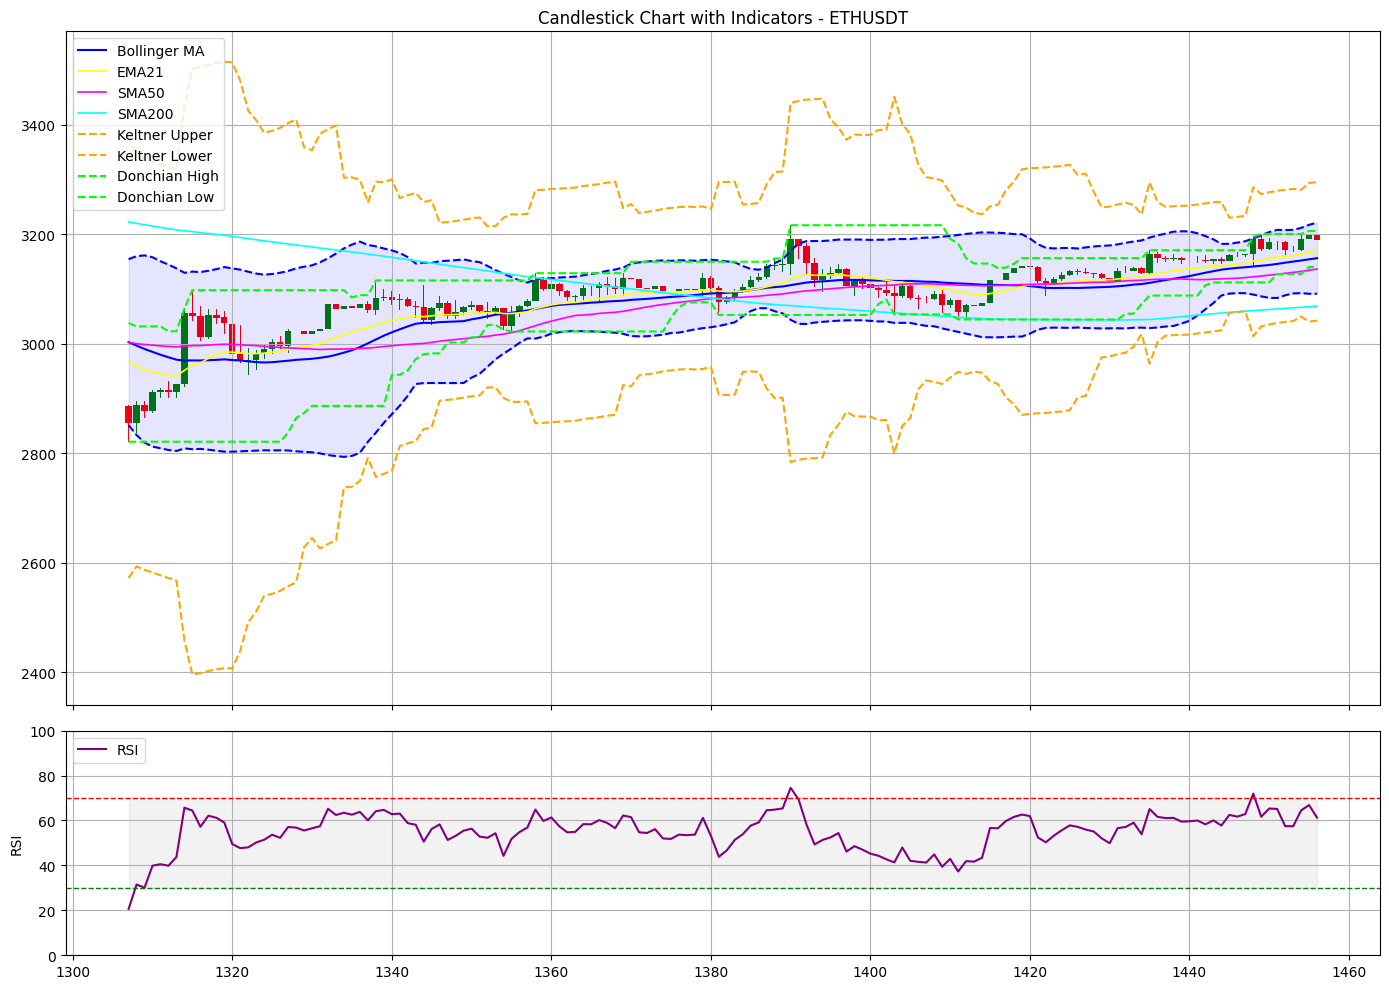 Candlestick Chart with Indicators - ETHUSDT
Bollinger MA
EMA21
SMA50
SMA200
Keltner Upper
Keltner Lower
Donchian High
Donchian Low
3400
3200
3000
2800
2600
2400
RSI
100
80
60
40
20
0
RSI
1300 1320 1340 1360 1380 1400 1420 1440 1460